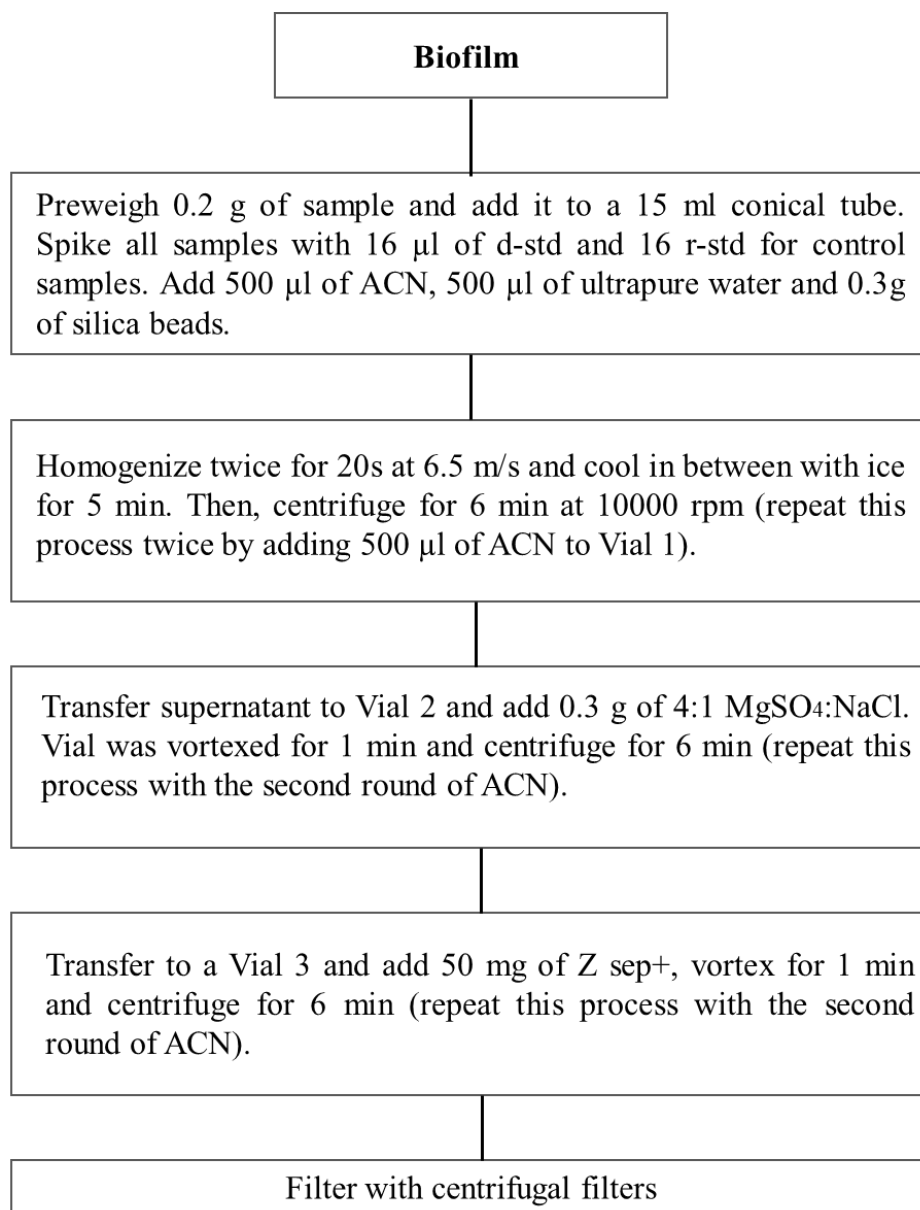 Biofilm
Preweigh 0.2 g of sample and add it to a 15 ml conical tube.
Spike all samples with 16 µl of d-std and 16 r-std for control
samples. Add 500 µl of ACN, 500 µl of ultrapure water and 0.3g
of silica beads.
Homogenize twice for 20s at 6.5 m/s and cool in between with ice
for 5 min. Then, centrifuge for 6 min at 10000 rpm (repeat this
process twice by adding 500 µl of ACN to Vial 1).
Transfer supernatant to Vial 2 and add 0.3 g of 4:1 MgSO4:NaCl.
Vial was vortexed for 1 min and centrifuge for 6 min (repeat this
process with the second round of ACN).
Transfer to a Vial 3 and add 50 mg of Z sep+, vortex for 1 min
and centrifuge for 6 min (repeat this process with the second
round of ACN).
Filter with centrifugal filters